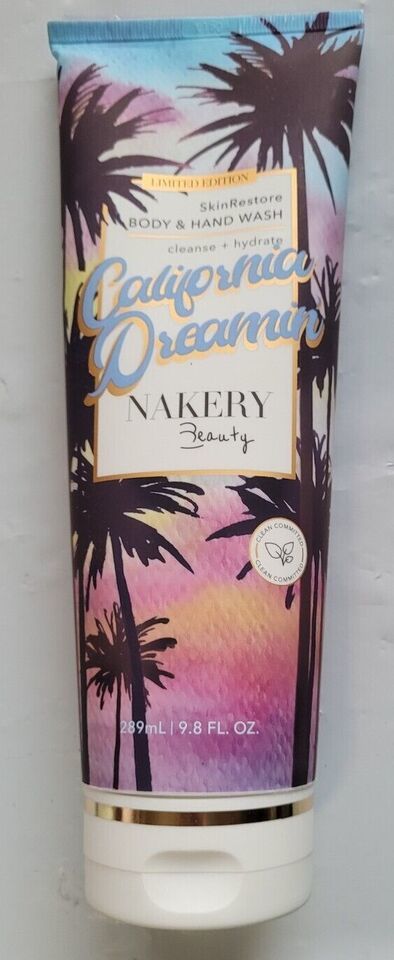 LIMITED EDITION
SkinRestore
BODY & HAND WASH
cleanse + hydrate
California
Dreamin
NAKERY
Beauty
CLEAN COMMITTED
CLEAN COMMITTED
289mL | 9.8 FL. OZ.